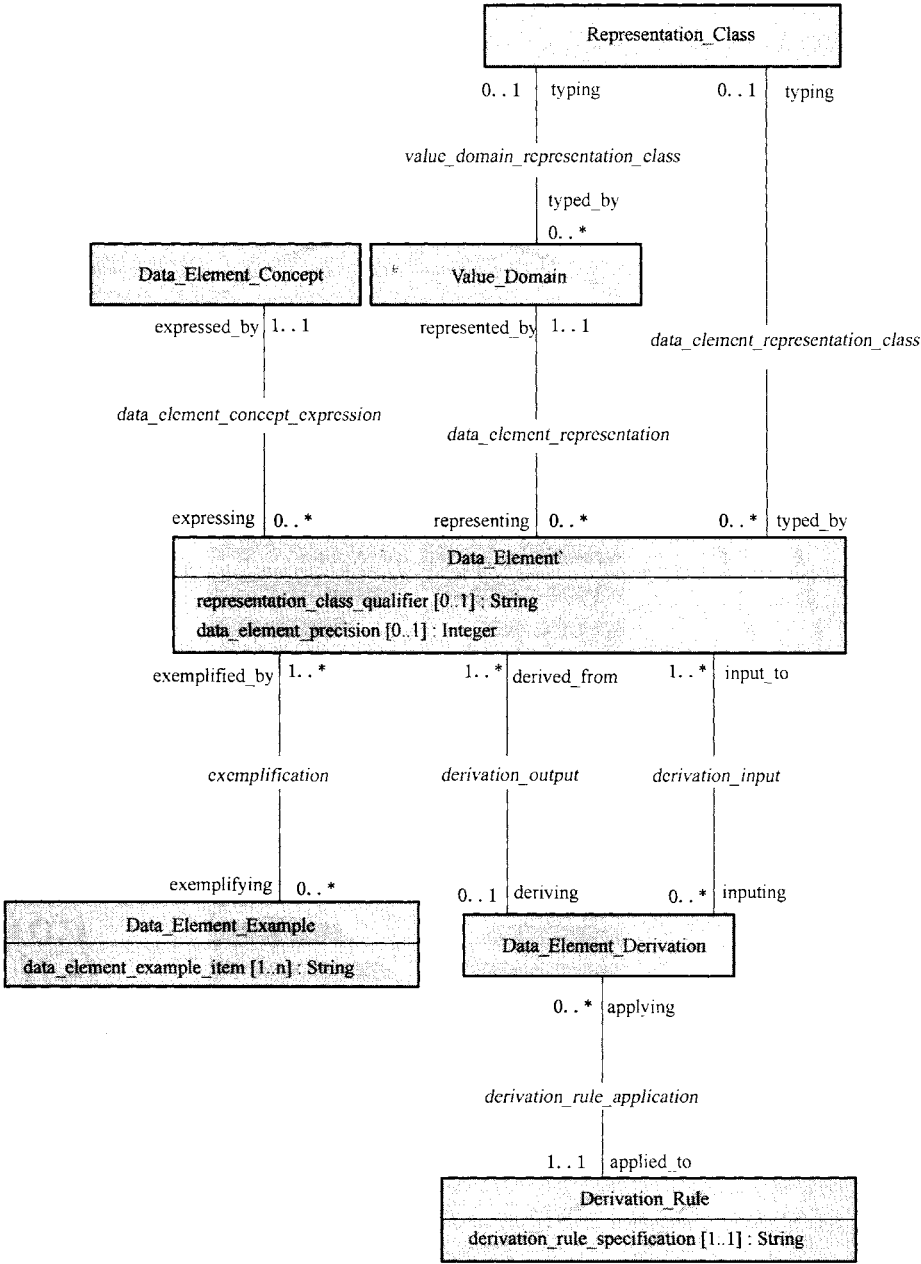 Representation_Class
0..1 typing
0..1 typing
value_domain_representation_class
typed_by
0..*
Data_Element_Concept
Value_Domain
expressed_by 1..1
represented_by 1..1
data_element_representation_class
data_element_concept_expression
data_element_representation
expressing 0..*
representing 0..*
0..* typed_by
Data_Element
representation_class_qualifier [0..1] : String
data_element_precision [0..1] : Integer
exemplified_by 1..*
1..* derived_from
1..* input_to
exemplification
derivation_output
derivation_input
exemplifying 0..*
0..1 deriving
0..* inputing
Data_Element_Example
data_element_example_item [1..n] : String
Data_Element_Derivation
0..* applying
derivation_rule_application
1..1 applied_to
Derivation_Rule
derivation_rule_specification [1..1] : String